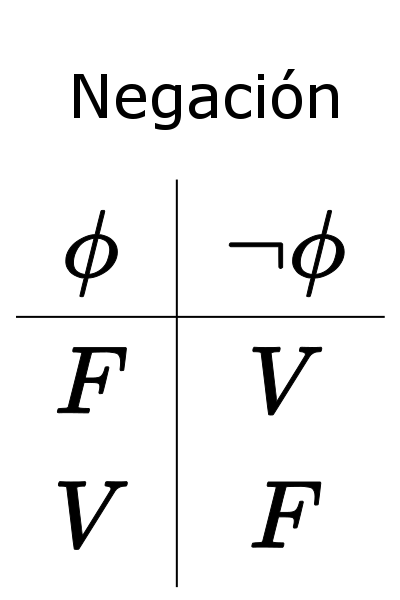 Negación
ϕ ¬ϕ
F V
V F